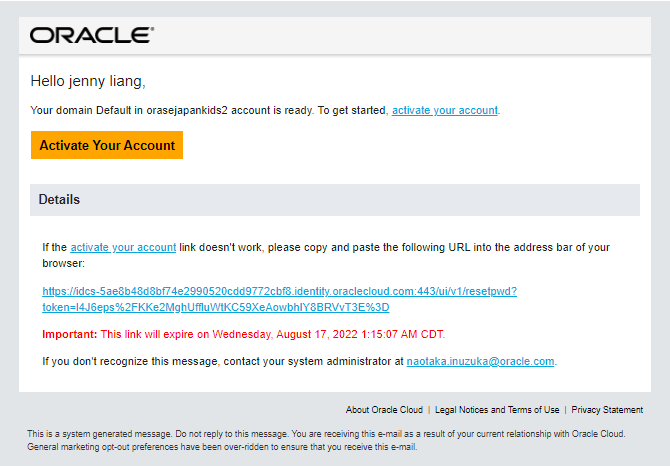 ORACLE
Hello jenny liang,
Your domain Default in orasejapankids2 account is ready. To get started, activate your account.
Activate Your Account
Details
If the activate your account link doesn't work, please copy and paste the following URL into the address bar of your
browser:
https://idcs-5ae8b48d8bf74e2990520cdd9772cbf8.identity.oraclecloud.com:443/ui/v1/resetpwd?
token=I4J6eps%2FKKe2MghUffluWtKC59XeAowbhIY8BRVvT3E%3D
Important: This link will expire on Wednesday, August 17, 2022 1:15:07 AM CDT.
If you don't recognize this message, contact your system administrator at naotaka.inuzuka@oracle.com.
About Oracle Cloud | Legal Notices and Terms of Use | Privacy Statement
This is a system generated message. Do not reply to this message. You are receiving this e-mail as a result of your current relationship with Oracle Cloud.
General marketing opt-out preferences have been over-ridden to ensure that you receive this e-mail.